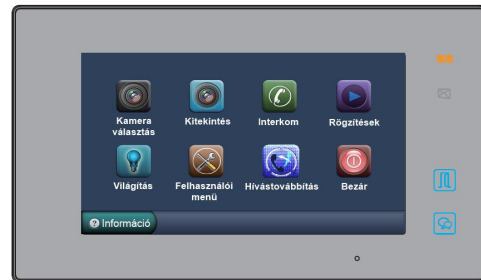 Kamera választás
Kitekintés
Interkom
Rögzítések
Világítás
Felhasználói menü
Hívástovábbítás
Bezár
Információ